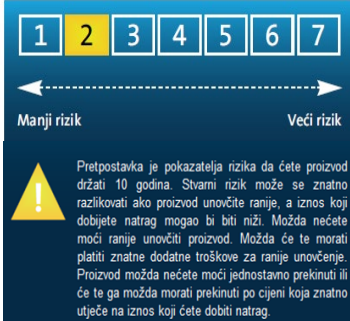 1 2 3 4 5 6 7
Manji rizik Veći rizik
Pretpostavka je pokazatelja rizika da ćete proizvod
držati 10 godina. Stvarni rizik može se znatno
razlikovati ako proizvod unovčite ranije, a iznos koji
dobijete natrag mogao bi biti niži. Možda nećete
moći ranije unovčiti proizvod. Možda će te morati
platiti znatne dodatne troškove za ranije unovčenje.
Proizvod možda nećete moći jednostavno prekinuti ili
će te ga možda morati prekinuti po cijeni koja znatno
utječe na iznos koji ćete dobiti natrag.